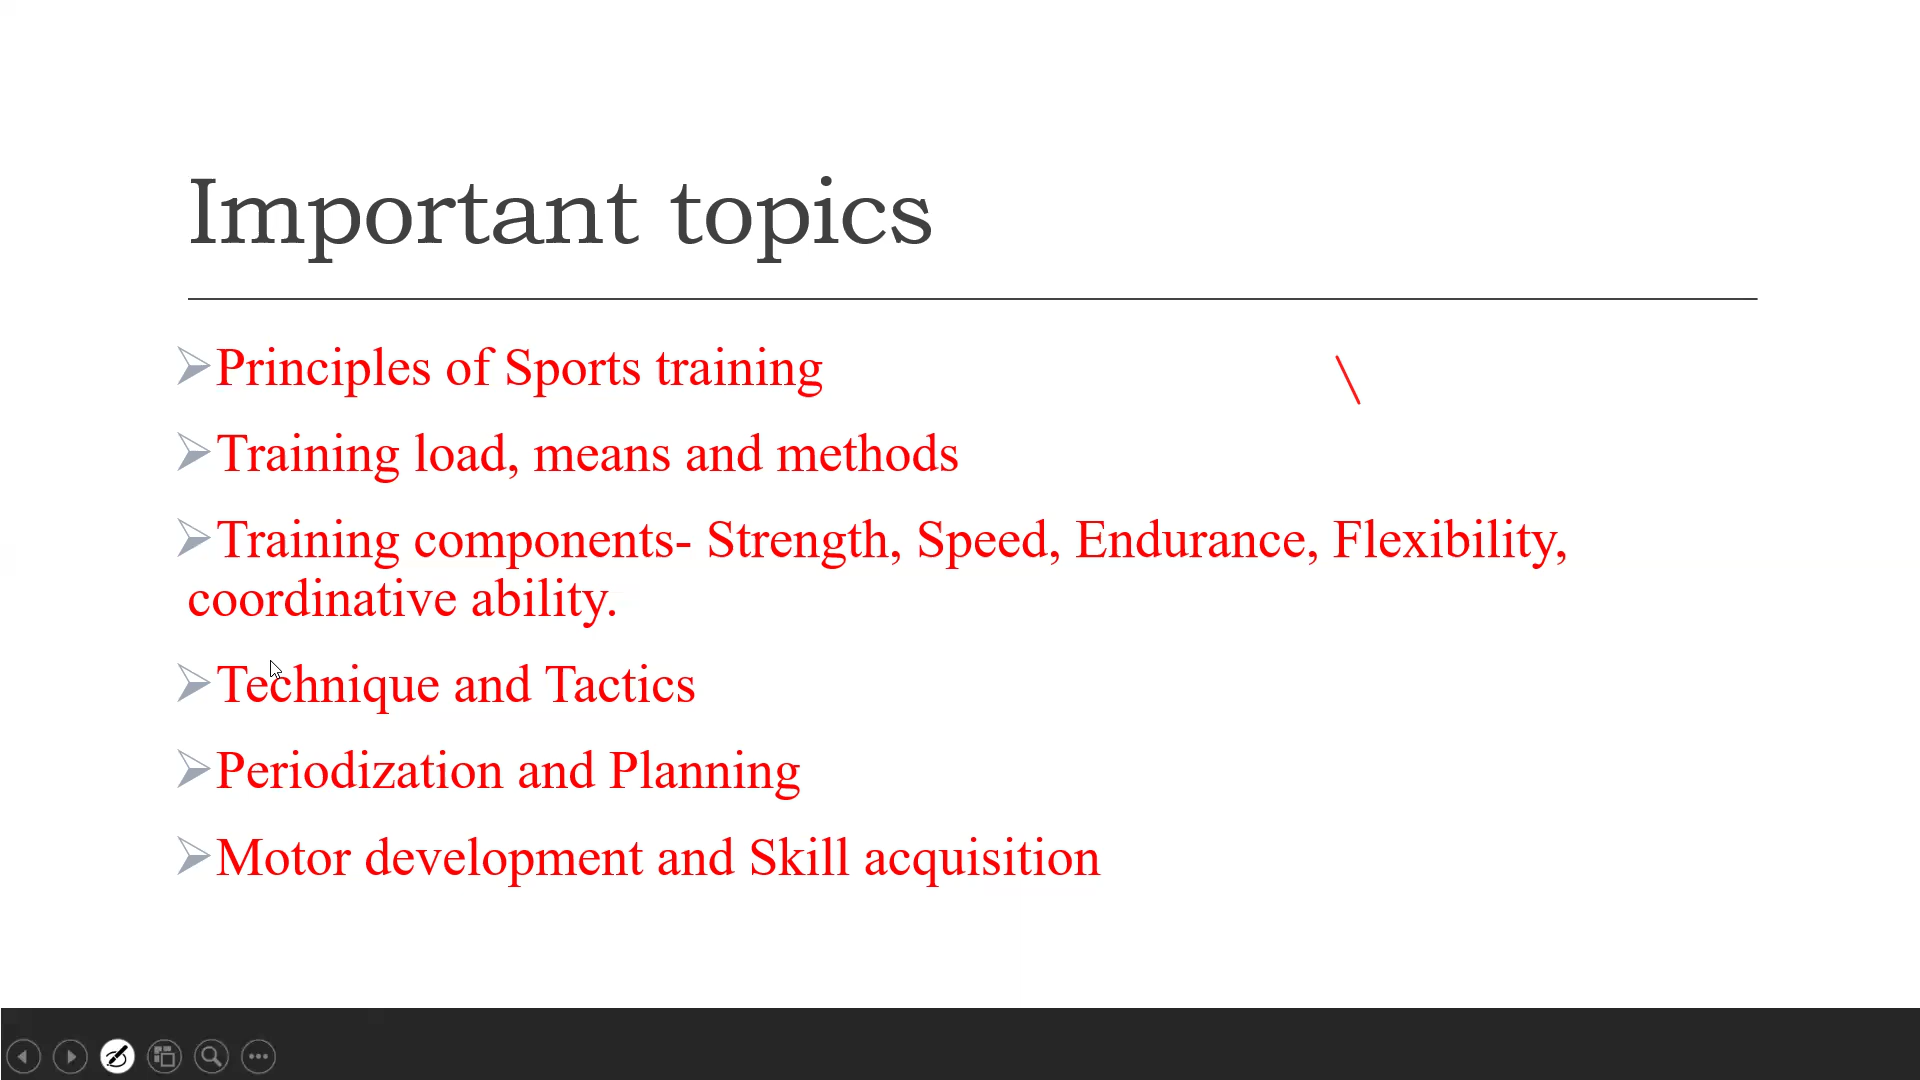 Important topics
Principles of Sports training
Training load, means and methods
Training components- Strength, Speed, Endurance, Flexibility,
coordinative ability.
Technique and Tactics
Periodization and Planning
Motor development and Skill acquisition